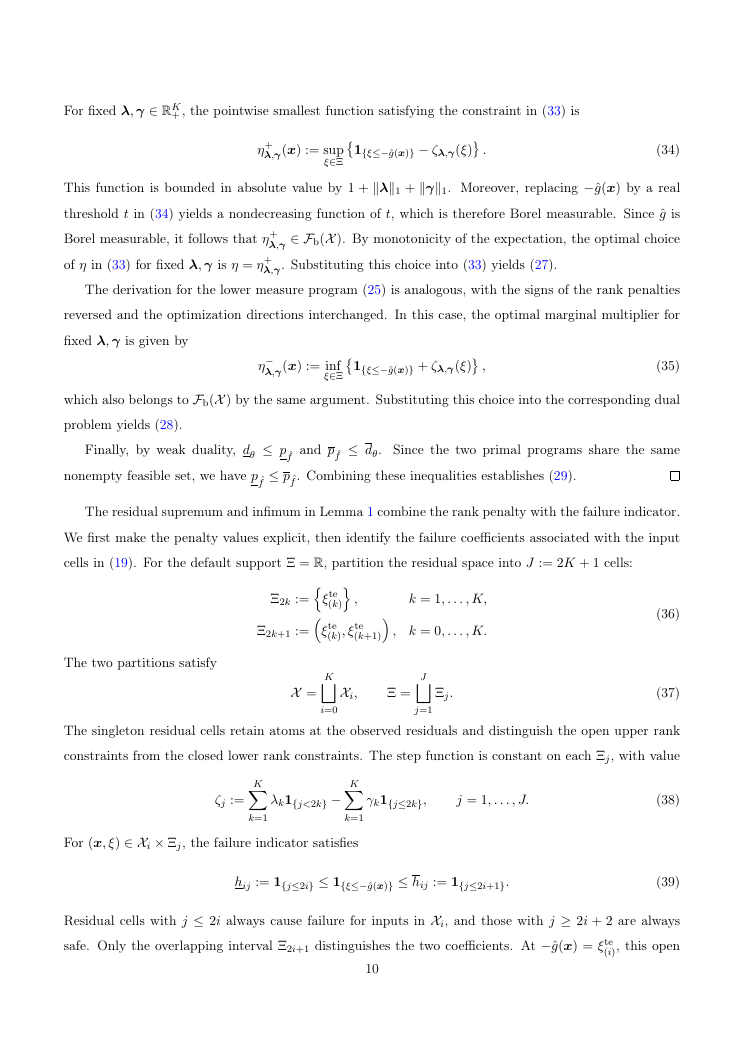 For fixed λ, γ ∈ ℝ₊ᴷ, the pointwise smallest function satisfying the constraint in (33) is
η⁺_{λ,γ}(x) := sup_{ξ∈Ξ} {1_{{ξ≤−ĝ(x)}} − ζ_{λ,γ}(ξ)} . (34)
This function is bounded in absolute value by 1 + ‖λ‖₁ + ‖γ‖₁. Moreover, replacing −ĝ(x) by a real
threshold t in (34) yields a nondecreasing function of t, which is therefore Borel measurable. Since ĝ is
Borel measurable, it follows that η⁺_{λ,γ} ∈ F_b(X). By monotonicity of the expectation, the optimal choice
of η in (33) for fixed λ, γ is η = η⁺_{λ,γ}. Substituting this choice into (33) yields (27).
The derivation for the lower measure program (25) is analogous, with the signs of the rank penalties
reversed and the optimization directions interchanged. In this case, the optimal marginal multiplier for
fixed λ, γ is given by
η⁻_{λ,γ}(x) := inf_{ξ∈Ξ} {1_{{ξ≤−ĝ(x)}} + ζ_{λ,γ}(ξ)} , (35)
which also belongs to F_b(X) by the same argument. Substituting this choice into the corresponding dual
problem yields (28).
Finally, by weak duality, d̲_θ ≤ p̲_f̂ and p̅_f̂ ≤ d̅_θ. Since the two primal programs share the same
nonempty feasible set, we have p̲_f̂ ≤ p̅_f̂. Combining these inequalities establishes (29). □
The residual supremum and infimum in Lemma 1 combine the rank penalty with the failure indicator.
We first make the penalty values explicit, then identify the failure coefficients associated with the input
cells in (19). For the default support Ξ = ℝ, partition the residual space into J := 2K + 1 cells:
Ξ_{2k} := {ξ^{te}_{(k)}} , k = 1, . . . , K,
Ξ_{2k+1} := (ξ^{te}_{(k)}, ξ^{te}_{(k+1)}) , k = 0, . . . , K. (36)
The two partitions satisfy
X = ⨆_{i=0}^{K} X_i, Ξ = ⨆_{j=1}^{J} Ξ_j. (37)
The singleton residual cells retain atoms at the observed residuals and distinguish the open upper rank
constraints from the closed lower rank constraints. The step function is constant on each Ξ_j, with value
ζ_j := ∑_{k=1}^{K} λ_k 1_{{j<2k}} − ∑_{k=1}^{K} γ_k 1_{{j≤2k}}, j = 1, . . . , J. (38)
For (x, ξ) ∈ X_i × Ξ_j, the failure indicator satisfies
h̲_{ij} := 1_{{j≤2i}} ≤ 1_{{ξ≤−ĝ(x)}} ≤ h̅_{ij} := 1_{{j≤2i+1}}. (39)
Residual cells with j ≤ 2i always cause failure for inputs in X_i, and those with j ≥ 2i + 2 are always
safe. Only the overlapping interval Ξ_{2i+1} distinguishes the two coefficients. At −ĝ(x) = ξ^{te}_{(i)}, this open
10